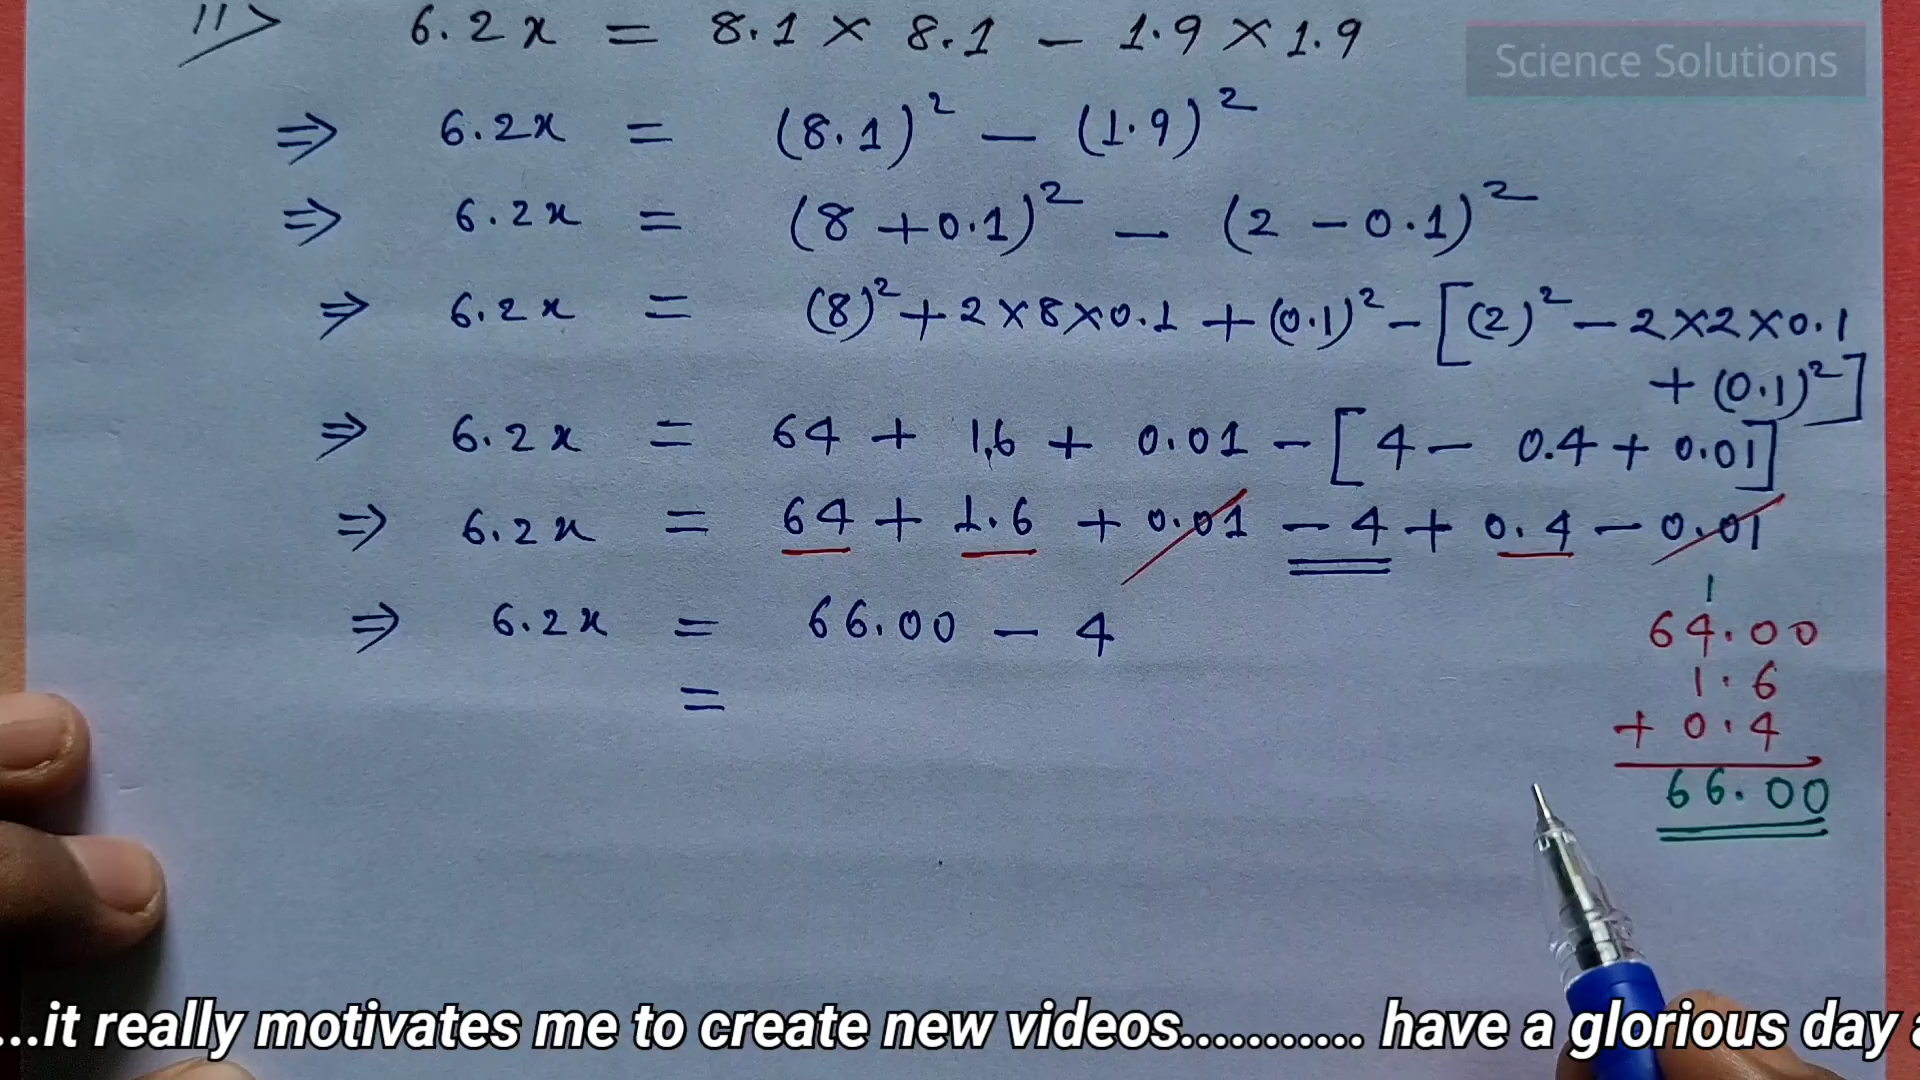 11> 6.2x = 8.1 × 8.1 - 1.9 × 1.9
Science Solutions
⇒ 6.2x = (8.1)² - (1.9)²
⇒ 6.2x = (8 + 0.1)² - (2 - 0.1)²
⇒ 6.2x = (8)² + 2×8×0.1 + (0.1)² - [(2)² - 2×2×0.1
+ (0.1)²]
⇒ 6.2x = 64 + 1.6 + 0.01 - [4 - 0.4 + 0.01]
⇒ 6.2x = 64 + 1.6 + 0.01 - 4 + 0.4 - 0.01
⇒ 6.2x = 66.00 - 4
=
1
64.00
1.6
+ 0.4
66.00
...it really motivates me to create new videos........... have a glorious day a